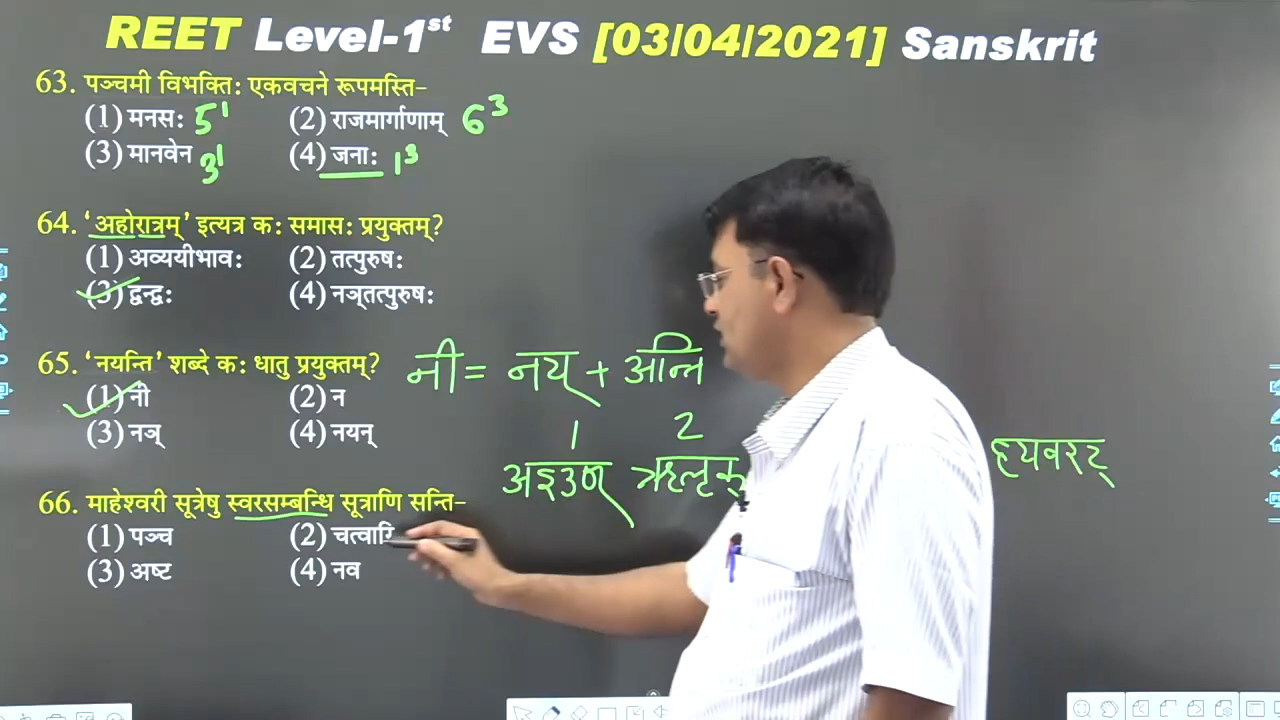 REET Level-1st EVS [03/04/2021] Sanskrit
63. पञ्चमी विभक्तिः एकवचने रूपमस्ति-
(1) मनसः 5¹ (2) राजमार्गाणाम् 6³
(3) मानवेन 3¹ (4) जनाः 1³
64. 'अहोरात्रम्' इत्यत्र कः समासः प्रयुक्तम्?
(1) अव्ययीभावः (2) तत्पुरुषः
(3) द्वन्द्वः (4) नञ्तत्पुरुषः
65. 'नयन्ति' शब्दे कः धातु प्रयुक्तम्? नी = नय् + अन्ति
(1) नी (2) न
(3) नञ् (4) नयन् 1 2
अइउण् ऋलृक् हयवरट्
66. माहेश्वरी सूत्रेषु स्वरसम्बन्धि सूत्राणि सन्ति-
(1) पञ्च (2)
(3) अष्ट (4) नव